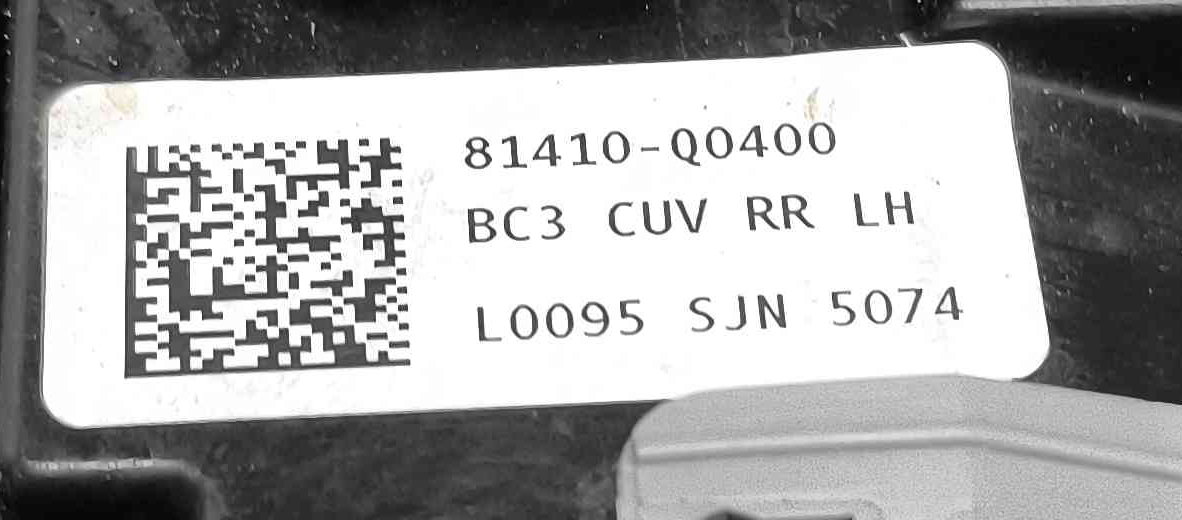 81410-Q0400
BC3 CUV RR LH
L0095 SJN 5074